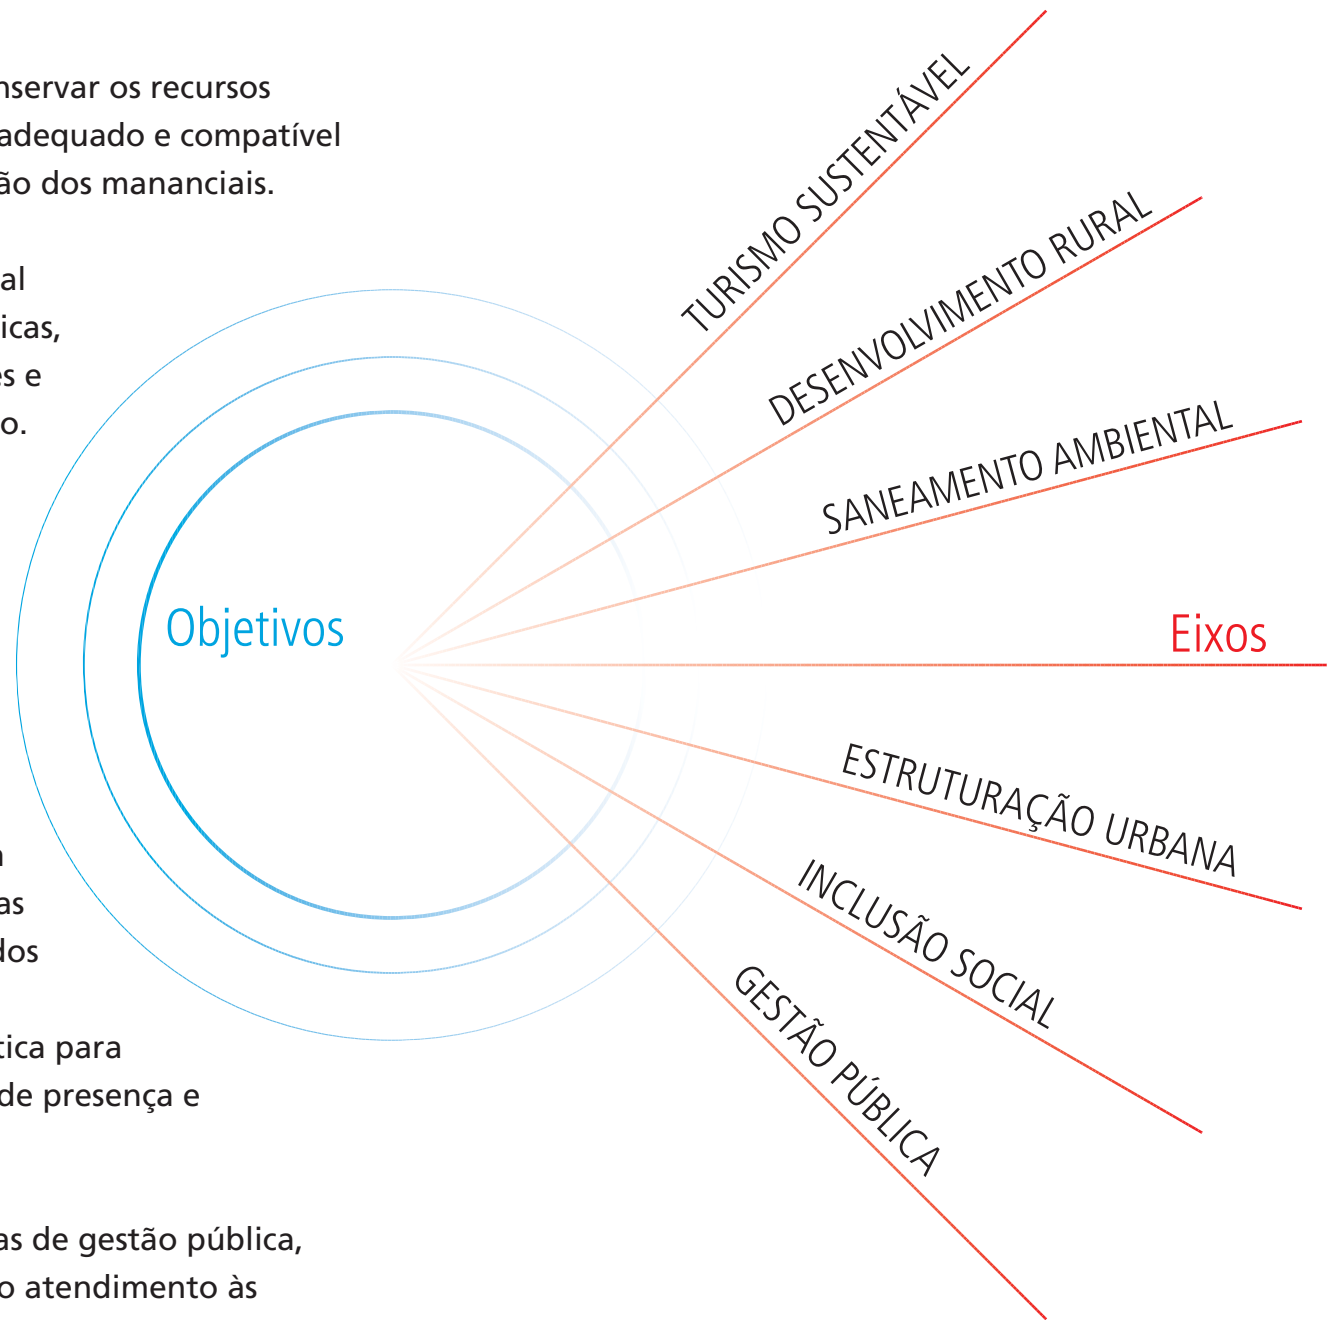 nservar os recursos
adequado e compatível
ão dos mananciais.
al
icas,
s e
o.
TURISMO SUSTENTÁVEL
DESENVOLVIMENTO RURAL
SANEAMENTO AMBIENTAL
Objetivos
Eixos
ESTRUTURAÇÃO URBANA
INCLUSÃO SOCIAL
GESTÃO PÚBLICA
as
dos
tica para
de presença e
as de gestão pública,
o atendimento às